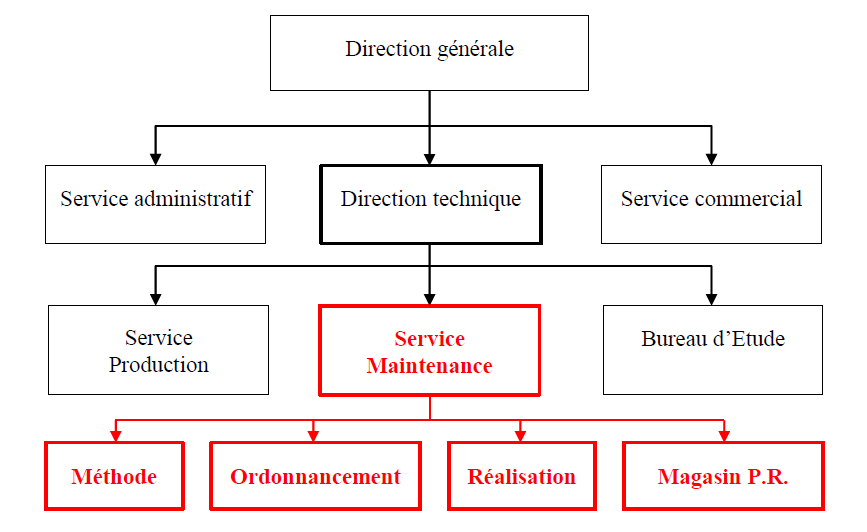 Direction générale
Service administratif
Direction technique
Service commercial
Service
Production
Service
Maintenance
Bureau d’Etude
Méthode
Ordonnancement
Réalisation
Magasin P.R.